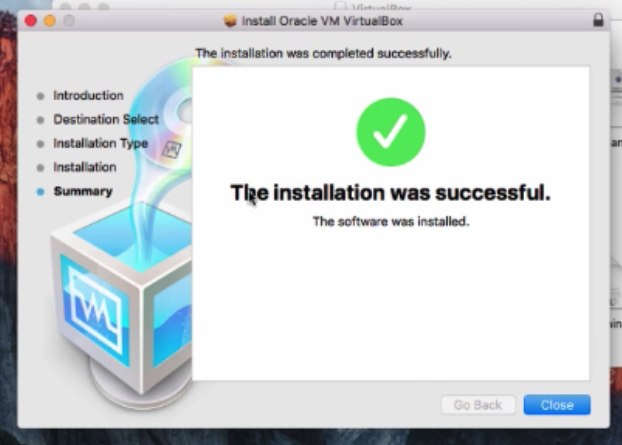 VirtualBox
Install Oracle VM VirtualBox
The installation was completed successfully.
Introduction
Destination Select
Installation Type
Installation
Summary
The installation was successful.
The software was installed.
Go Back
Close